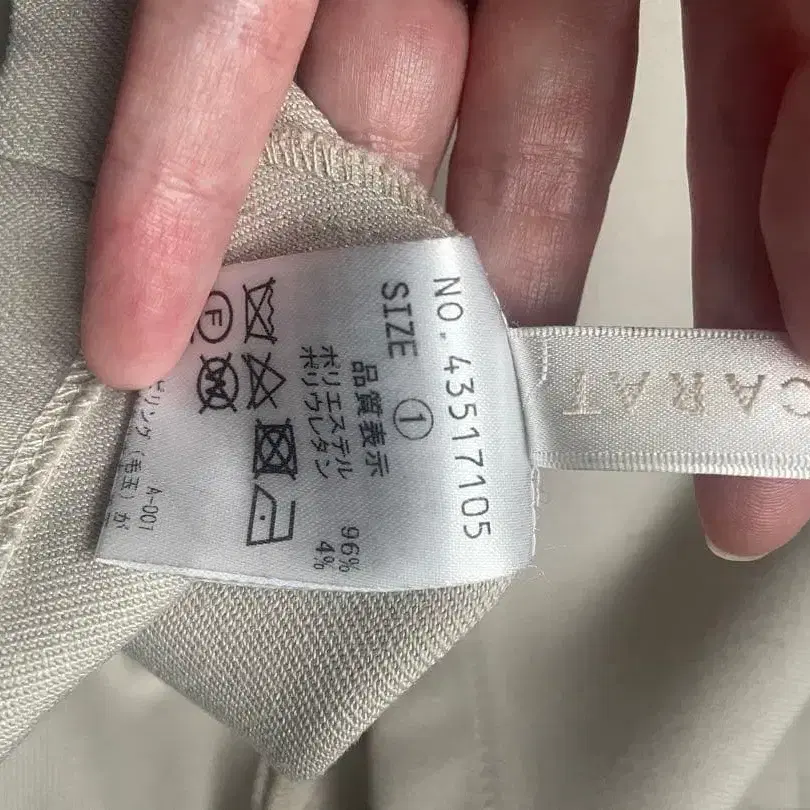 NO. 43517105
SIZE ①
品質表示
ポリエステル 96%
ポリウレタン 4%
F
W
A-001
CARAT